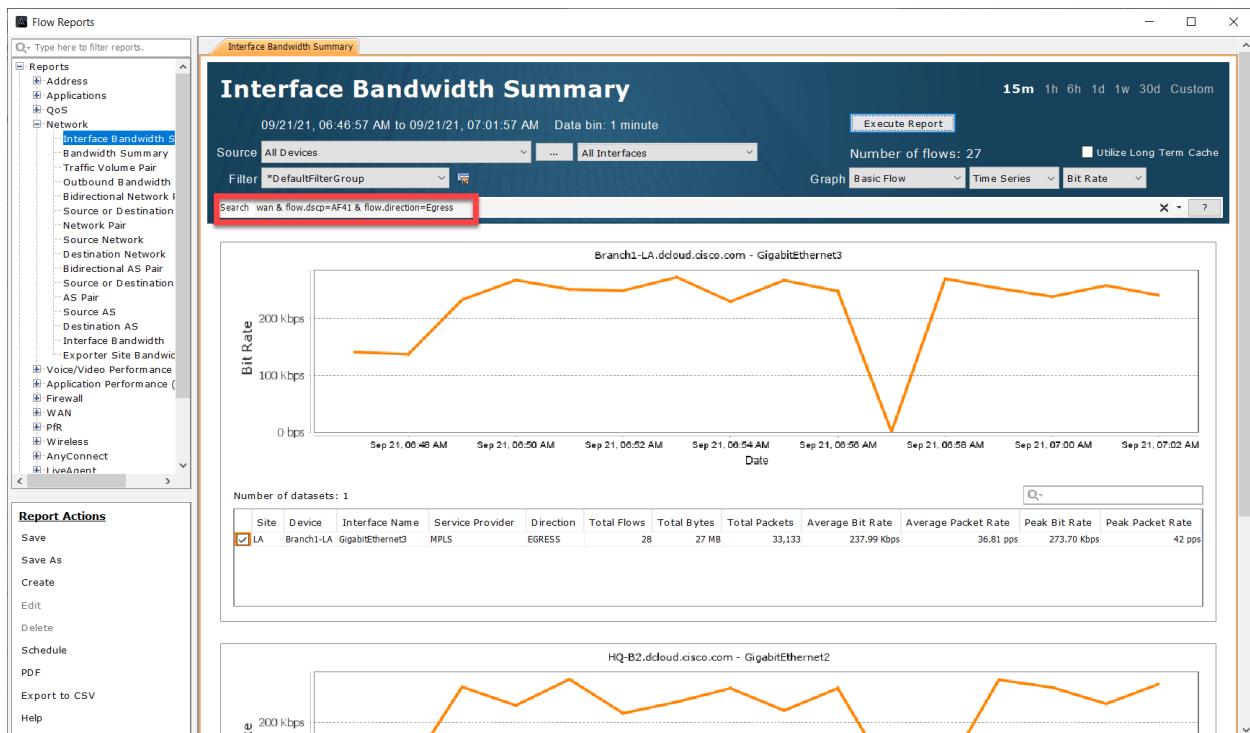 Flow Reports
Type here to filter reports.
Reports
Address
Applications
QoS
Network
Interface Bandwidth S
Bandwidth Summary
Traffic Volume Pair
Outbound Bandwidth
Bidirectional Network P
Source or Destination
Network Pair
Source Network
Destination Network
Bidirectional AS Pair
Source or Destination
AS Pair
Source AS
Destination AS
Interface Bandwidth
Exporter Site Bandwid
Voice/Video Performance
Application Performance (
Firewall
WAN
PfR
Wireless
AnyConnect
LiveAgent
Report Actions
Save
Save As
Create
Edit
Delete
Schedule
PDF
Export to CSV
Help
Interface Bandwidth Summary
Interface Bandwidth Summary
15m 1h 6h 1d 1w 30d Custom
09/21/21, 06:46:57 AM to 09/21/21, 07:01:57 AM Data bin: 1 minute
Execute Report
Source All Devices ... All Interfaces
Number of flows: 27 Utilize Long Term Cache
Filter *DefaultFilterGroup
Graph Basic Flow Time Series Bit Rate
Search wan & flow.dscp=AF41 & flow.direction=Egress
?
Branch1-LA.dcloud.cisco.com - GigabitEthernet3
Bit Rate
200 Kbps
100 Kbps
0 bps
Sep 21, 06:48 AM Sep 21, 06:50 AM Sep 21, 06:52 AM Sep 21, 06:54 AM Sep 21, 06:56 AM Sep 21, 06:58 AM Sep 21, 07:00 AM Sep 21, 07:02 AM
Date
Number of datasets: 1
Site Device Interface Name Service Provider Direction Total Flows Total Bytes Total Packets Average Bit Rate Average Packet Rate Peak Bit Rate Peak Packet Rate
LA Branch1-LA GigabitEthernet3 MPLS EGRESS 28 27 MB 33,133 237.99 Kbps 36.81 pps 273.70 Kbps 42 pps
HQ-B2.dcloud.cisco.com - GigabitEthernet2
200 Kbps